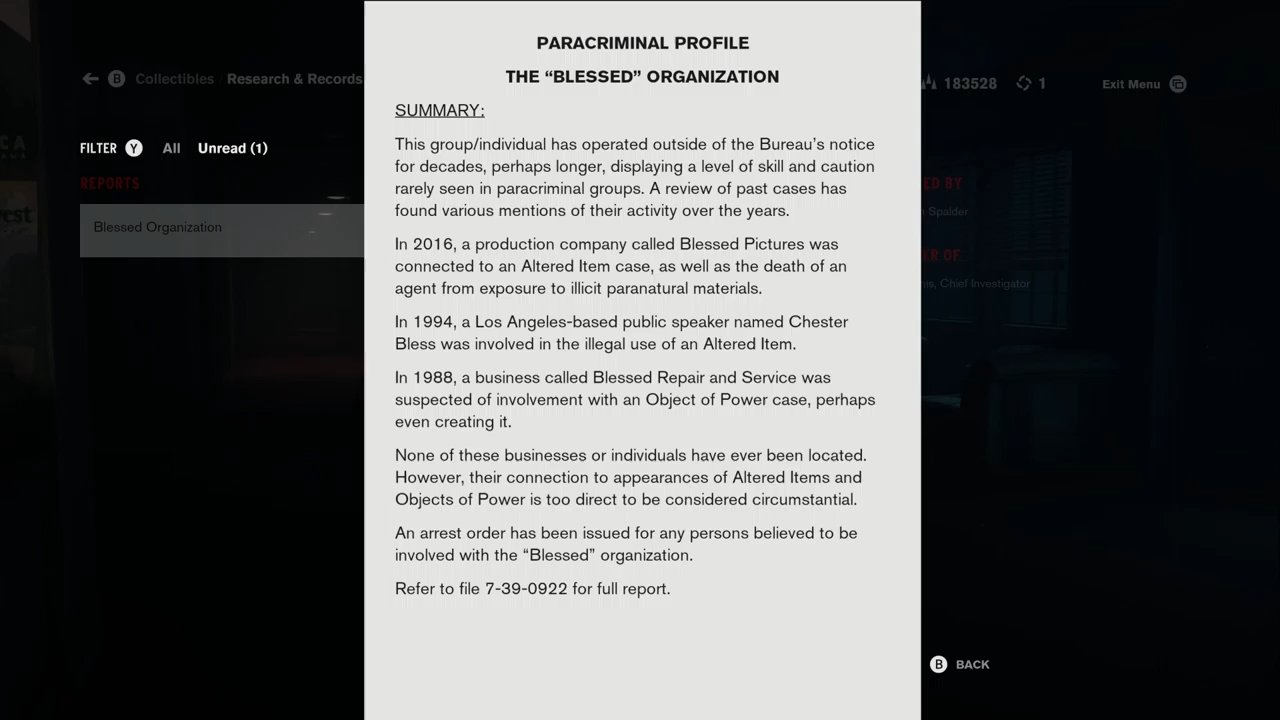 PARACRIMINAL PROFILE
THE “BLESSED” ORGANIZATION
SUMMARY:
This group/individual has operated outside of the Bureau’s notice
for decades, perhaps longer, displaying a level of skill and caution
rarely seen in paracriminal groups. A review of past cases has
found various mentions of their activity over the years.
In 2016, a production company called Blessed Pictures was
connected to an Altered Item case, as well as the death of an
agent from exposure to illicit paranatural materials.
In 1994, a Los Angeles-based public speaker named Chester
Bless was involved in the illegal use of an Altered Item.
In 1988, a business called Blessed Repair and Service was
suspected of involvement with an Object of Power case, perhaps
even creating it.
None of these businesses or individuals have ever been located.
However, their connection to appearances of Altered Items and
Objects of Power is too direct to be considered circumstantial.
An arrest order has been issued for any persons believed to be
involved with the “Blessed” organization.
Refer to file 7-39-0922 for full report.
B Collectibles Research & Records
FILTER Y All Unread (1)
REPORTS
Blessed Organization
183528 1 Exit Menu
ED BY
Spalder
OF
Chief Investigator
B BACK